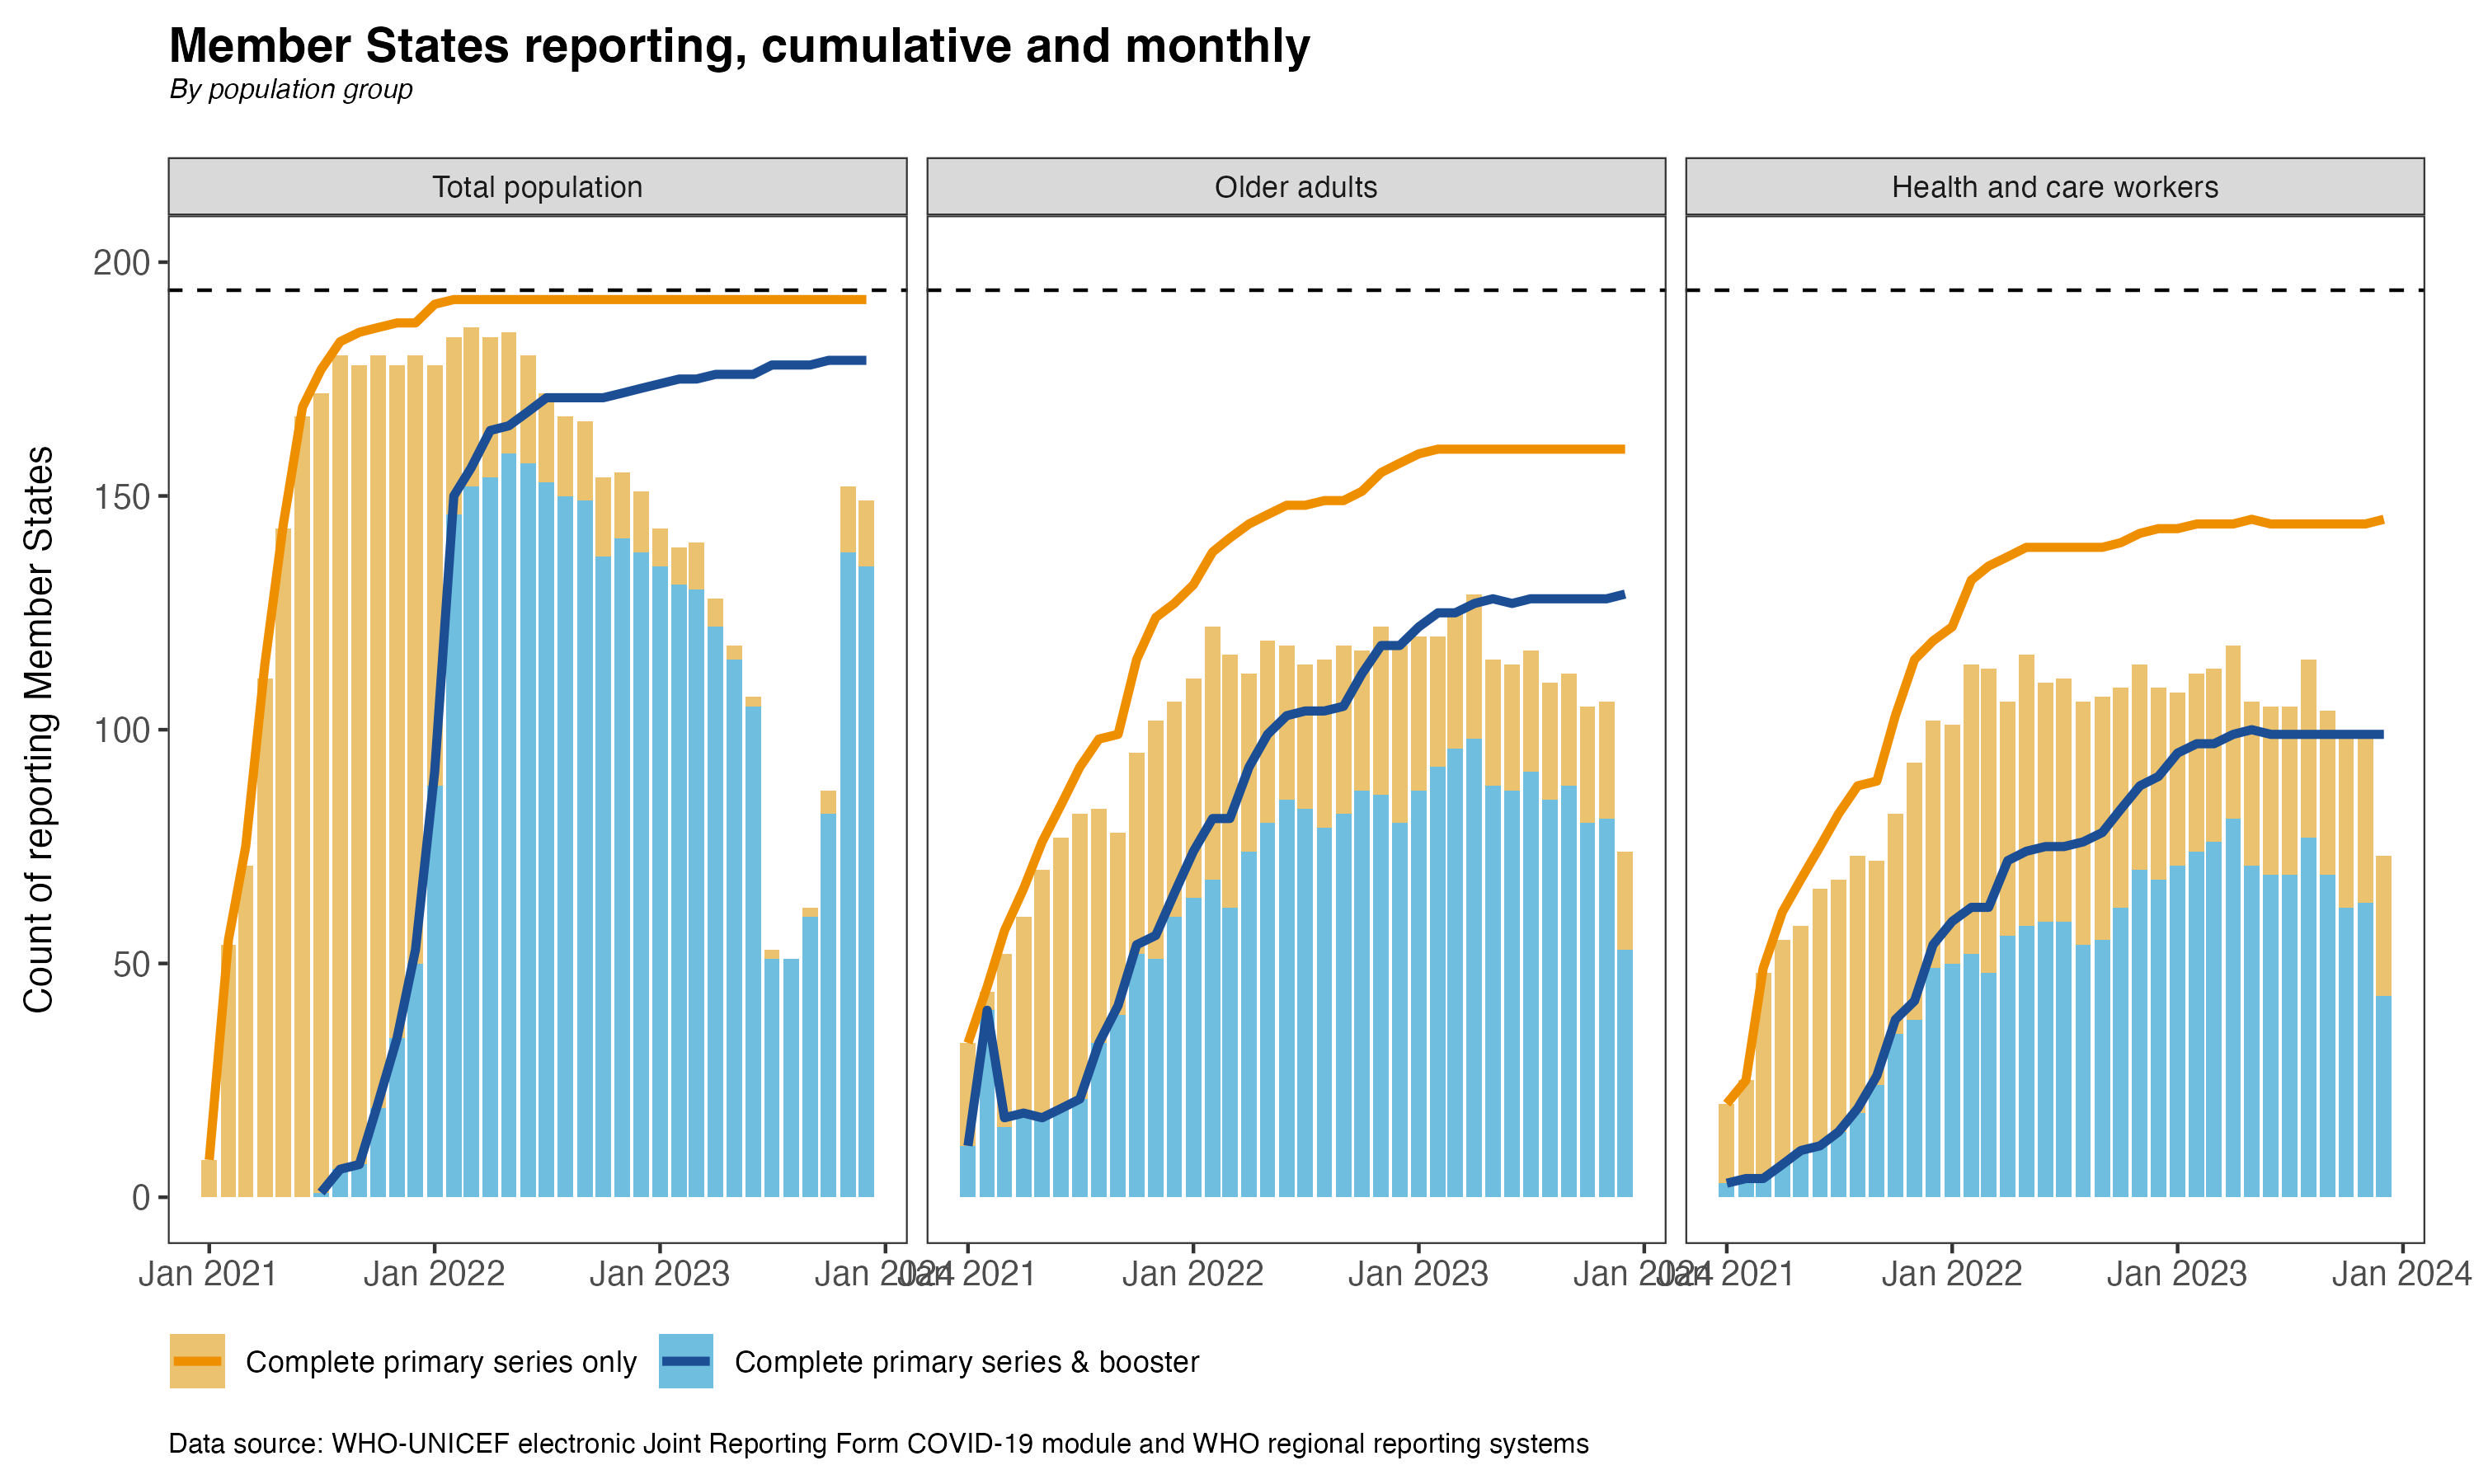 Member States reporting, cumulative and monthly
By population group
Total population
Older adults
Health and care workers
Count of reporting Member States
200
150
100
50
0
Jan 2021
Jan 2022
Jan 2023
Jan 2024
Jan 2021
Jan 2022
Jan 2023
Jan 2024
Jan 2021
Jan 2022
Jan 2023
Jan 2024
Complete primary series only
Complete primary series & booster
Data source: WHO-UNICEF electronic Joint Reporting Form COVID-19 module and WHO regional reporting systems